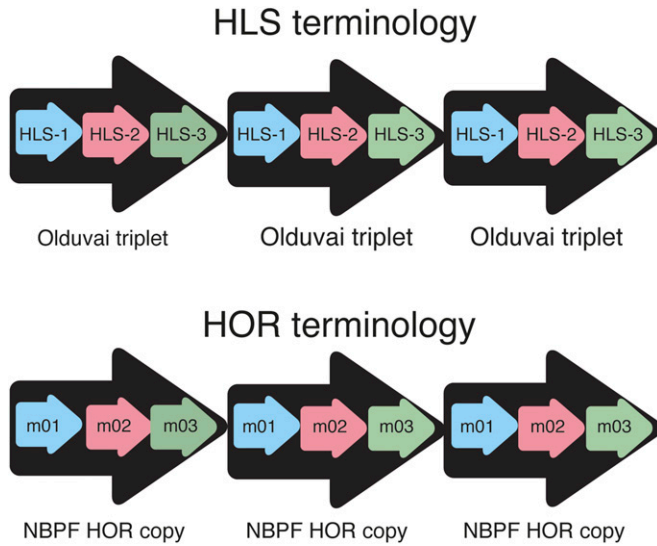 HLS terminology
HLS-1 HLS-2 HLS-3 HLS-1 HLS-2 HLS-3 HLS-1 HLS-2 HLS-3
Olduvai triplet Olduvai triplet Olduvai triplet
HOR terminology
m01 m02 m03 m01 m02 m03 m01 m02 m03
NBPF HOR copy NBPF HOR copy NBPF HOR copy